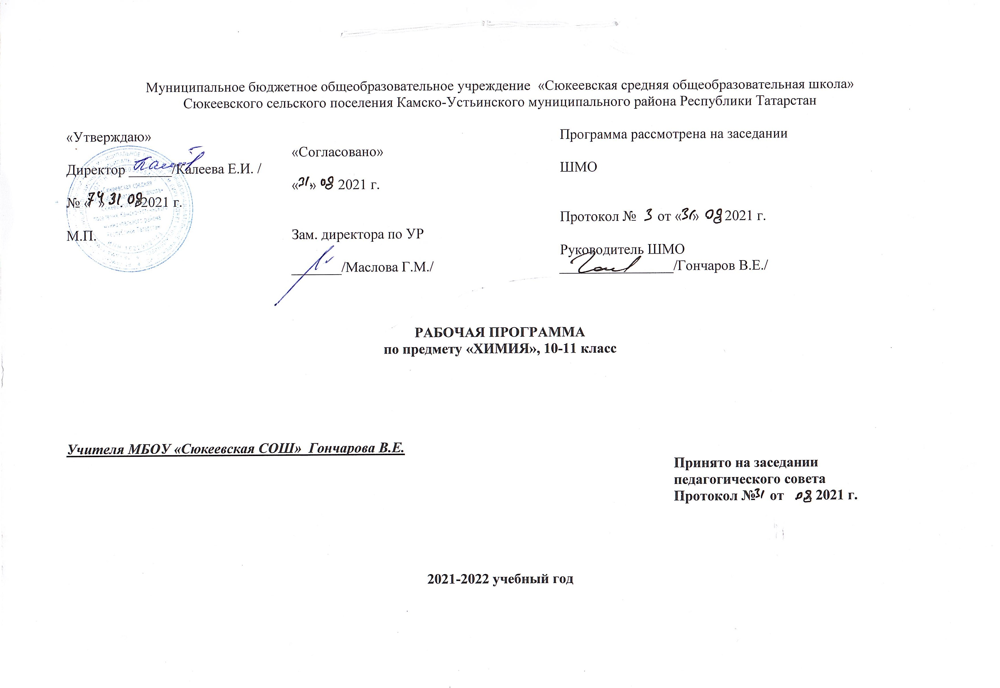 Муниципальное бюджетное общеобразовательное учреждение «Сюкеевская средняя общеобразовательная школа»
Сюкеевского сельского поселения Камско-Устьинского муниципального района Республики Татарстан
«Утверждаю»
Директор ______/Калеева Е.И. /
№ «74» 31. 08 2021 г.
М.П.
«Согласовано»
«31» 08 2021 г.
Зам. директора по УР
_______/Маслова Г.М./
Программа рассмотрена на заседании
ШМО
Протокол № 3 от «31» 08 2021 г.
Руководитель ШМО
________________/Гончаров В.Е./
РАБОЧАЯ ПРОГРАММА
по предмету «ХИМИЯ», 10-11 класс
Учителя МБОУ «Сюкеевская СОШ» Гончарова В.Е.
Принято на заседании
педагогического совета
Протокол №31 от 08 2021 г.
2021-2022 учебный год